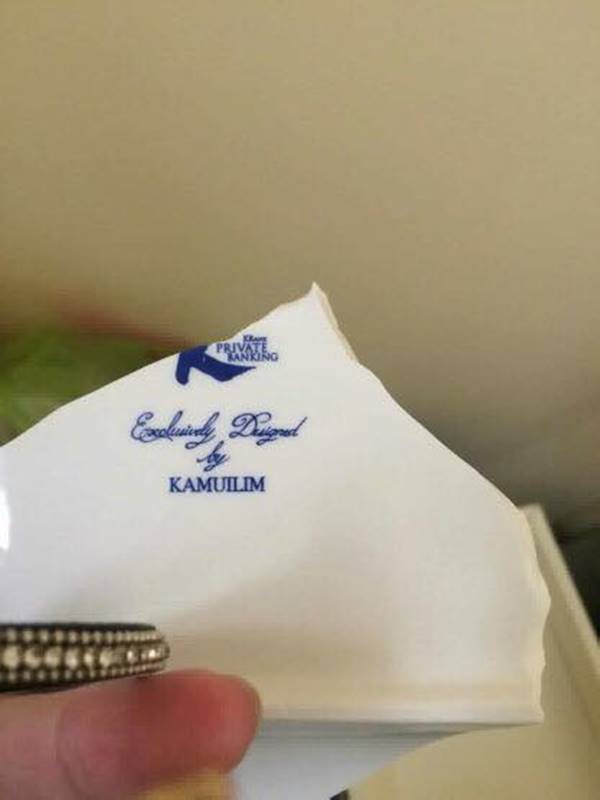 PRIVATE
BANKING
Exclusively Designed
by
KAMUILIM